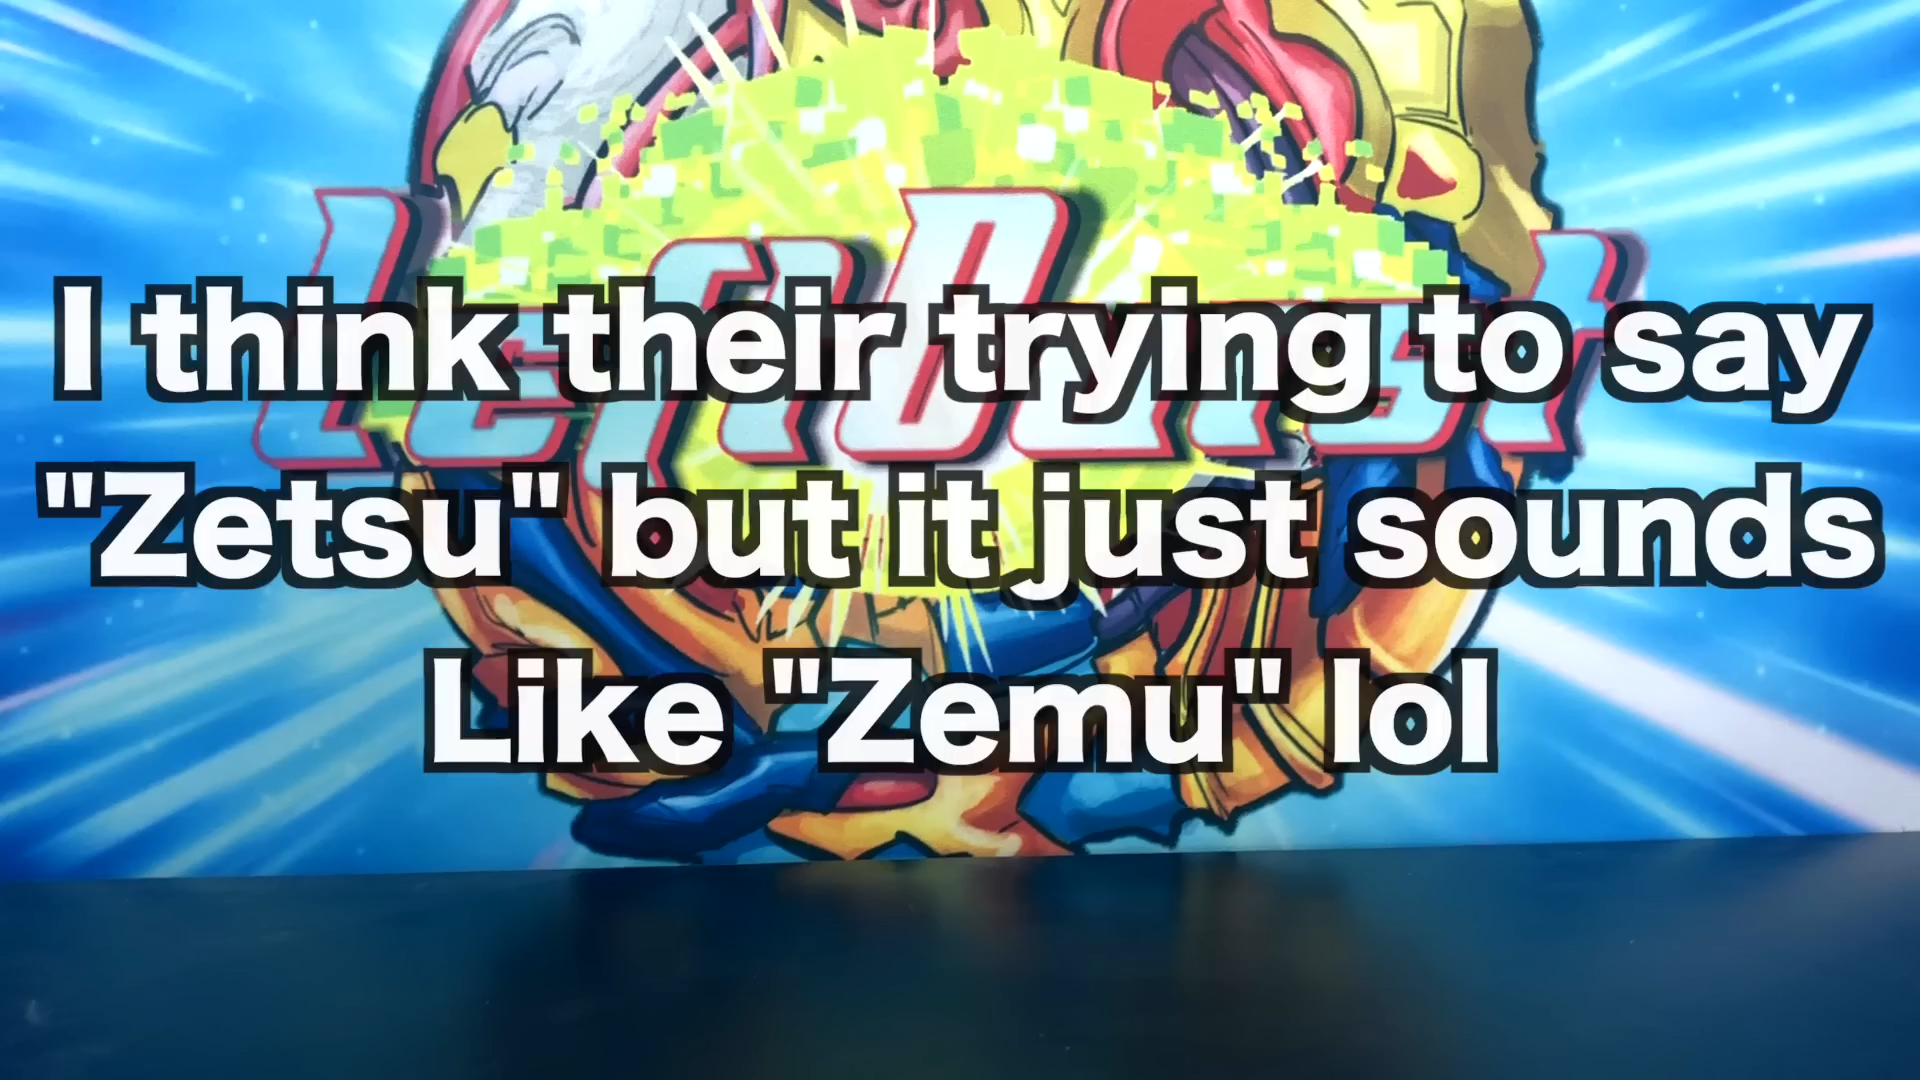 I think their trying to say
"Zetsu" but it just sounds
Like "Zemu" lol